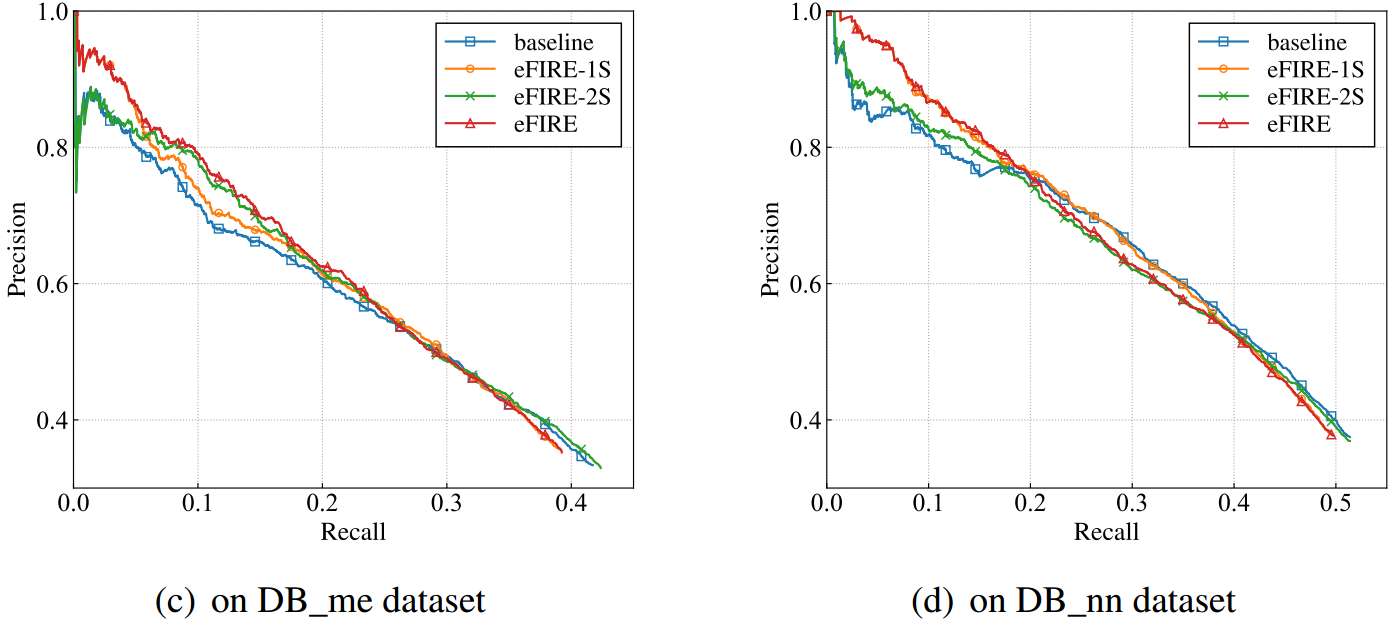 1.0
0.8
0.6
0.4
Precision
0.0 0.1 0.2 0.3 0.4
Recall
baseline
eFIRE-1S
eFIRE-2S
eFIRE
(c) on DB_me dataset
1.0
0.8
0.6
0.4
Precision
0.0 0.1 0.2 0.3 0.4 0.5
Recall
baseline
eFIRE-1S
eFIRE-2S
eFIRE
(d) on DB_nn dataset